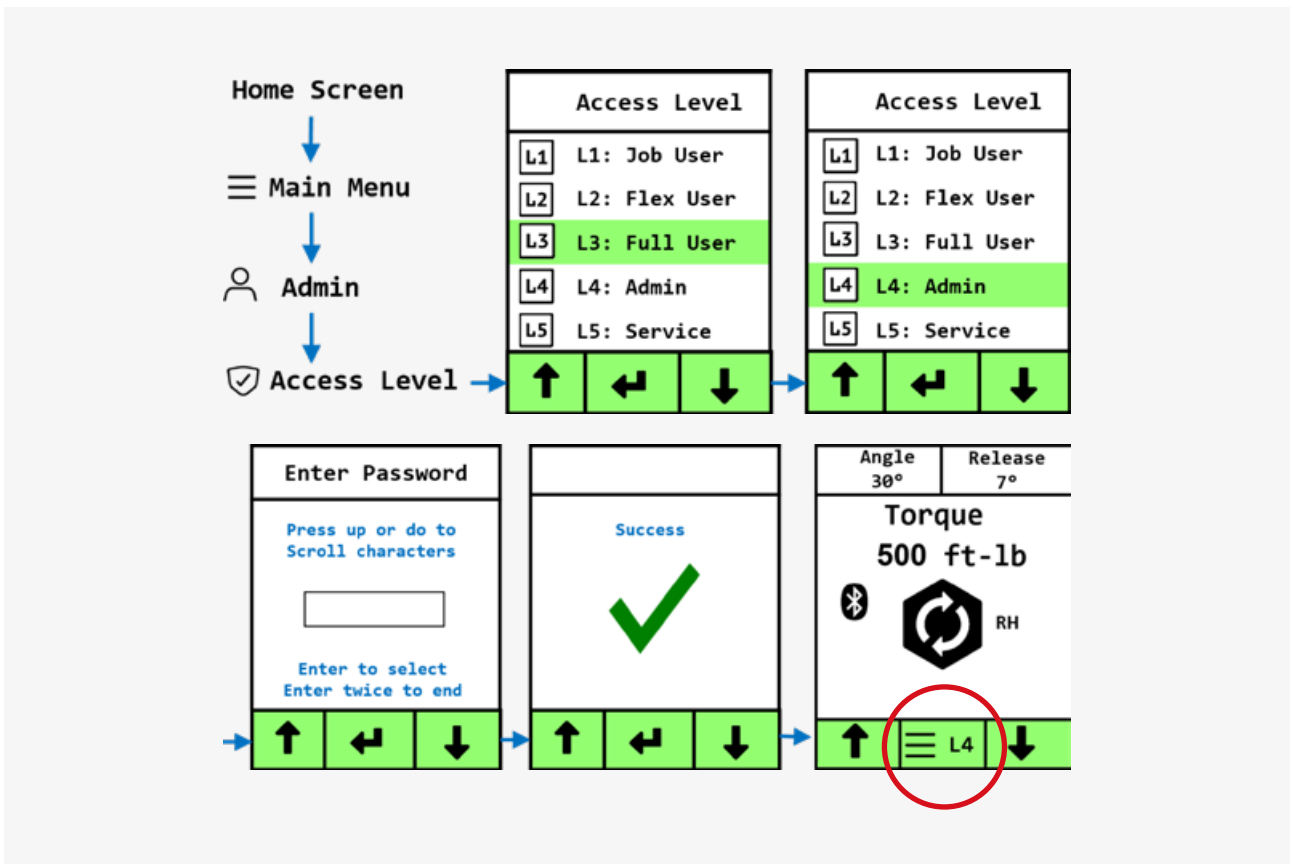 Home Screen
Main Menu
Admin
Access Level
Access Level
L1 L1: Job User
L2 L2: Flex User
L3 L3: Full User
L4 L4: Admin
L5 L5: Service
Access Level
L1 L1: Job User
L2 L2: Flex User
L3 L3: Full User
L4 L4: Admin
L5 L5: Service
Enter Password
Press up or do to
Scroll characters
Enter to select
Enter twice to end
Success
Angle
30°
Release
7°
Torque
500 ft-lb
RH
L4